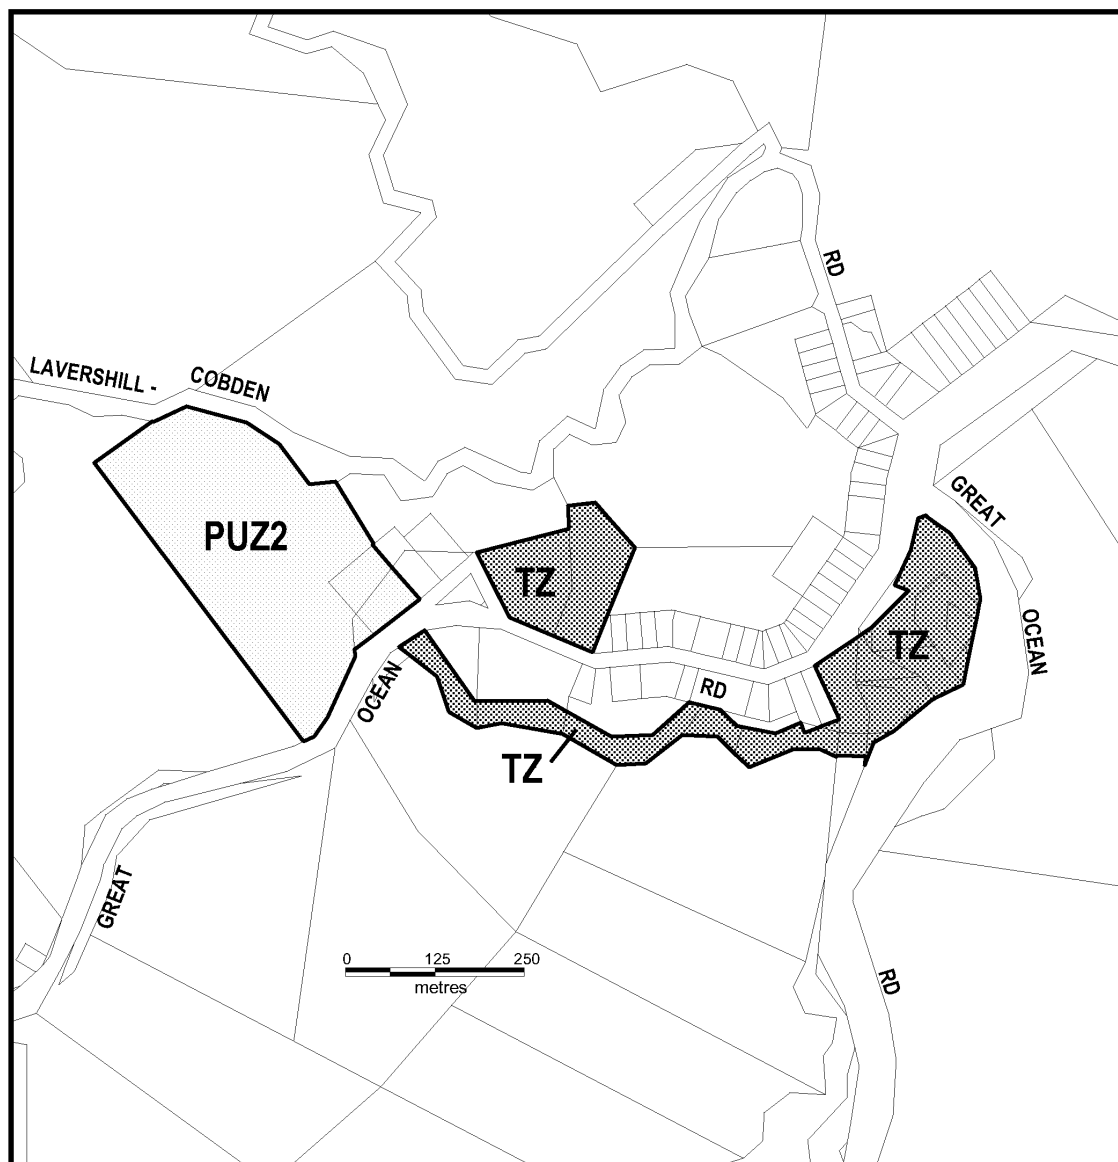 RD
LAVERSHILL - COBDEN
PUZ2
GREAT
TZ
TZ
OCEAN
OCEAN
RD
TZ
GREAT
0 125 250
metres
RD